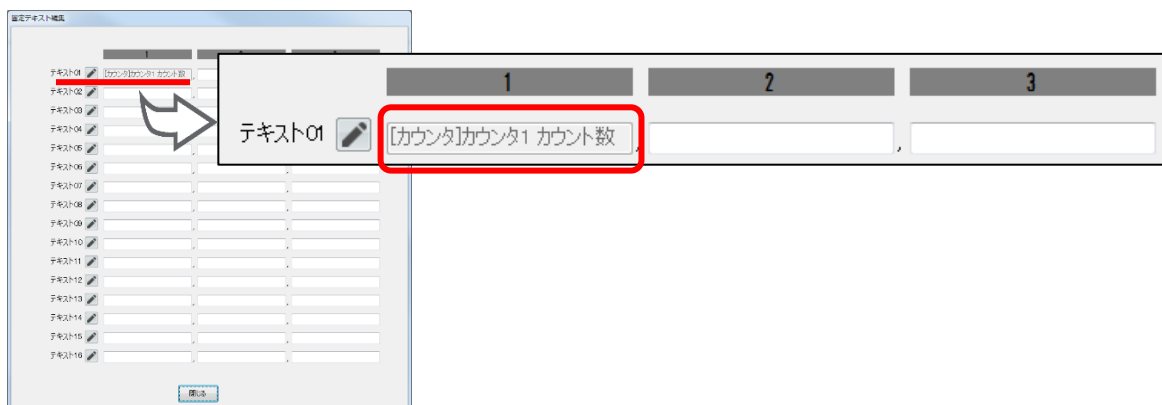 固定テキスト編集
1
テキスト01 [カウンタ]カウンタ1 カウント数 ,
テキスト02 ,
テキスト03
テキスト04
テキスト05
テキスト06 , ,
テキスト07 , ,
テキスト08 , ,
テキスト09 , ,
テキスト10 , ,
テキスト11 , ,
テキスト12 , ,
テキスト13 , ,
テキスト14 , ,
テキスト15 , ,
テキスト16 , ,
閉じる
1 2 3
テキスト01 [カウンタ]カウンタ1 カウント数 , ,